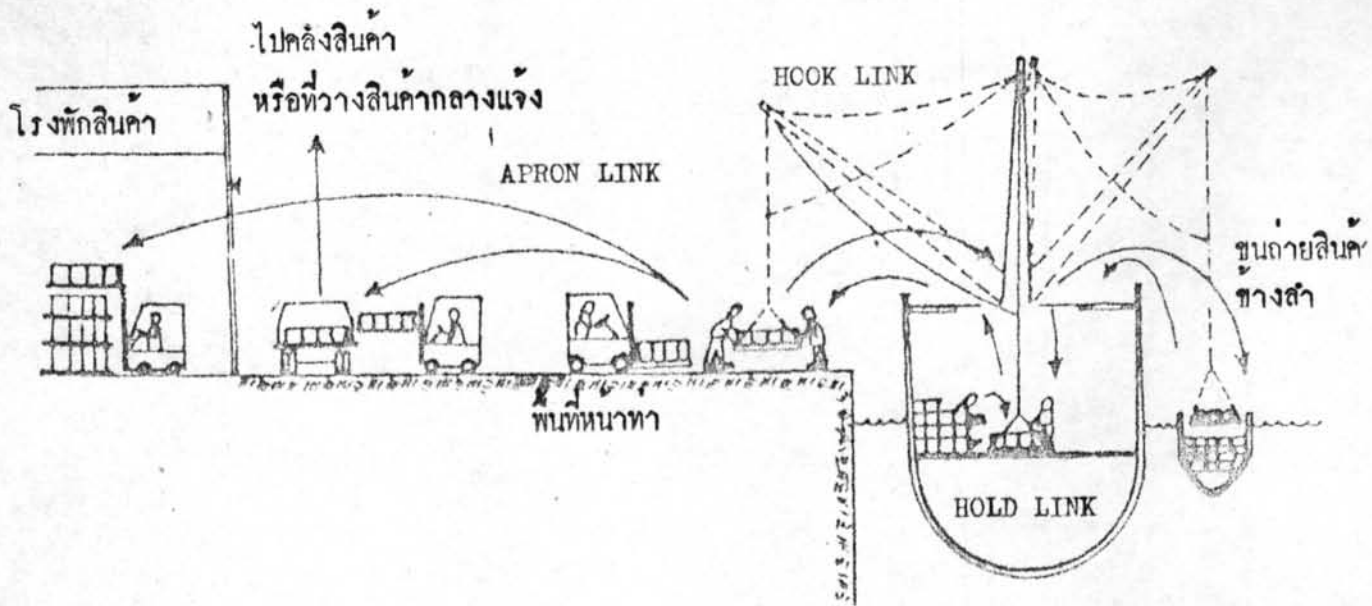 ไปคลังสินค้า
หรือที่วางสินค้ากลางแจ้ง
โรงพักสินค้า
HOOK LINK
APRON LINK
ขนถ่ายสินค้
ข้างลำ
พื้นที่หน้าท่า
HOLD LINK